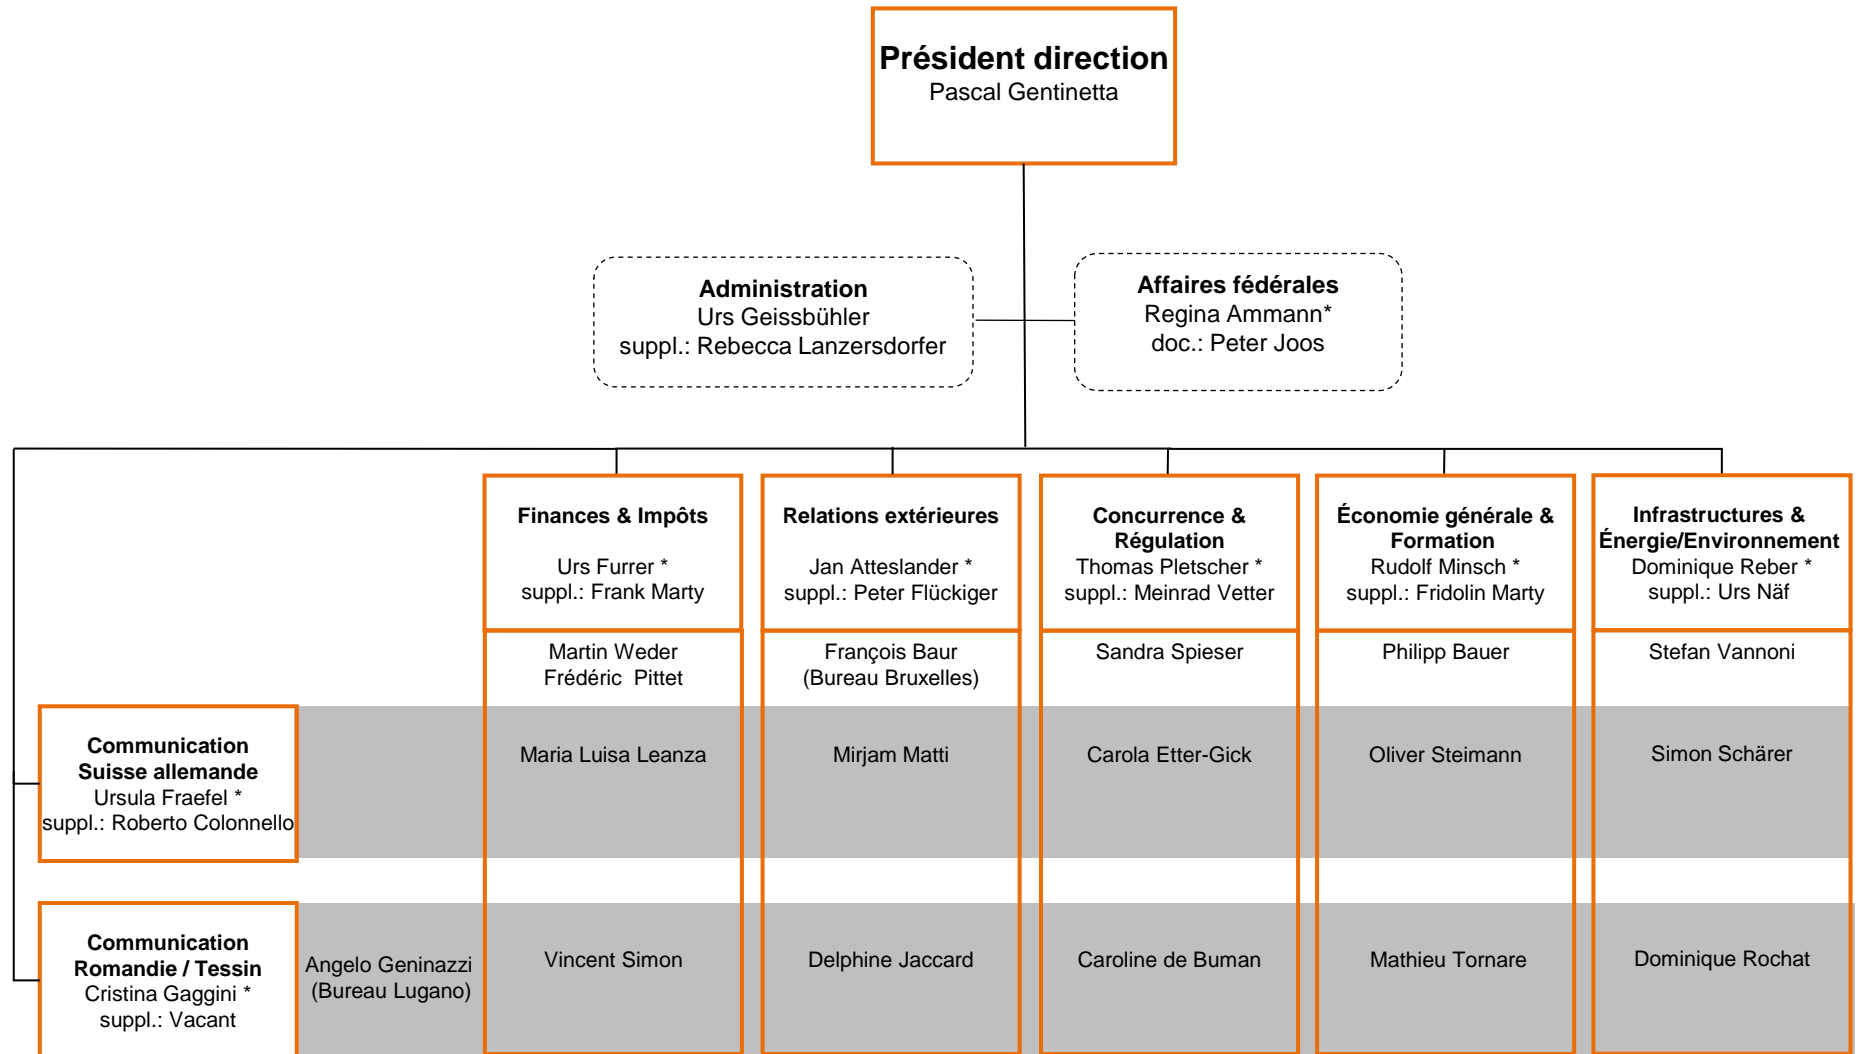 Président direction
Pascal Gentinetta
Administration
Urs Geissbühler
suppl.: Rebecca Lanzersdorfer
Affaires fédérales
Regina Ammann*
doc.: Peter Joos
Finances & Impôts
Urs Furrer *
suppl.: Frank Marty
Relations extérieures
Jan Atteslander *
suppl.: Peter Flückiger
Concurrence &
Régulation
Thomas Pletscher *
suppl.: Meinrad Vetter
Économie générale &
Formation
Rudolf Minsch *
suppl.: Fridolin Marty
Infrastructures &
Énergie/Environnement
Dominique Reber *
suppl.: Urs Näf
Martin Weder
Frédéric Pittet
François Baur
(Bureau Bruxelles)
Sandra Spieser
Philipp Bauer
Stefan Vannoni
Communication
Suisse allemande
Ursula Fraefel *
suppl.: Roberto Colonnello
Maria Luisa Leanza
Mirjam Matti
Carola Etter-Gick
Oliver Steimann
Simon Schärer
Communication
Romandie / Tessin
Cristina Gaggini *
suppl.: Vacant
Angelo Geninazzi
(Bureau Lugano)
Vincent Simon
Delphine Jaccard
Caroline de Buman
Mathieu Tornare
Dominique Rochat